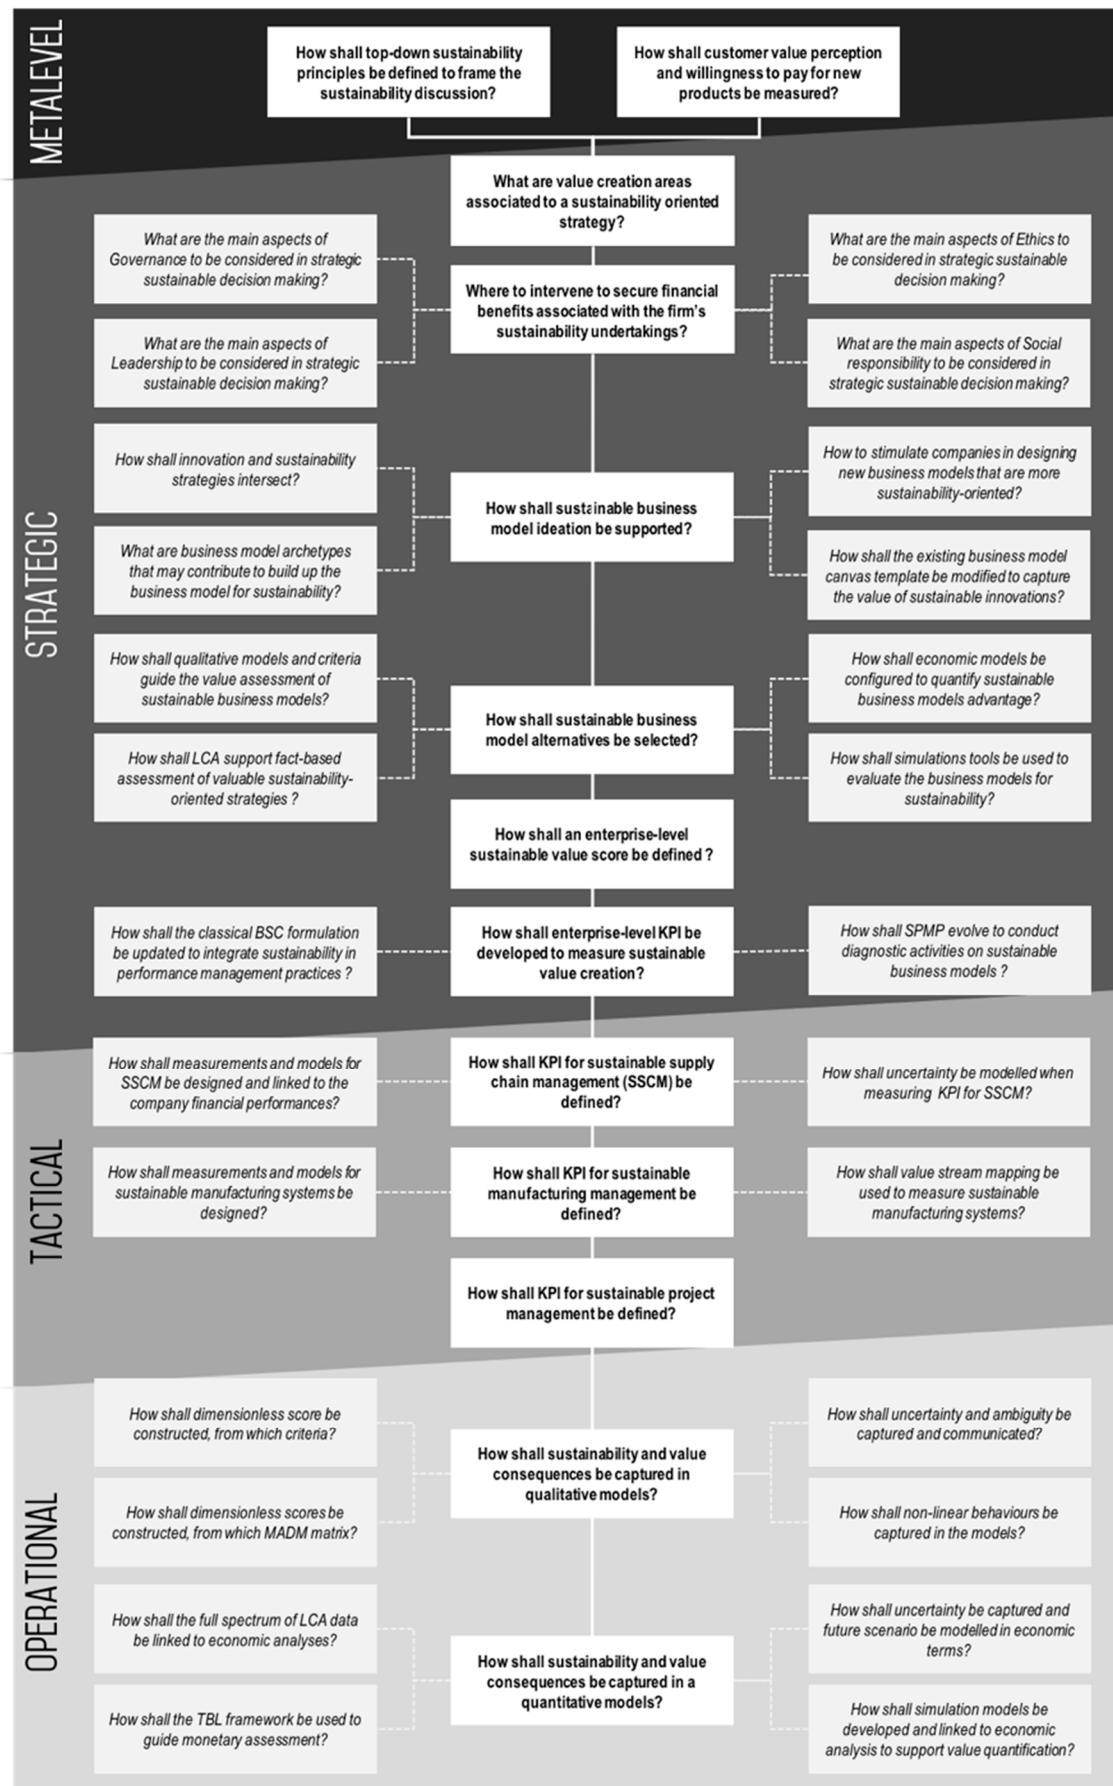 METALEVEL
How shall top-down sustainability
principles be defined to frame the
sustainability discussion?
How shall customer value perception
and willingness to pay for new
products be measured?
STRATEGIC
What are value creation areas
associated to a sustainability oriented
strategy?
What are the main aspects of
Governance to be considered in strategic
sustainable decision making?
What are the main aspects of
Leadership to be considered in strategic
sustainable decision making?
Where to intervene to secure financial
benefits associated with the firm's
sustainability undertakings?
What are the main aspects of Ethics to
be considered in strategic sustainable
decision making?
What are the main aspects of Social
responsibility to be considered in
strategic sustainable decision making?
How shall innovation and sustainability
strategies intersect?
What are business model archetypes
that may contribute to build up the
business model for sustainability?
How shall sustainable business
model ideation be supported?
How to stimulate companies in designing
new business models that are more
sustainability-oriented?
How shall the existing business model
canvas template be modified to capture
the value of sustainable innovations?
How shall qualitative models and criteria
guide the value assessment of
sustainable business models?
How shall LCA support fact-based
assessment of valuable sustainability-
oriented strategies ?
How shall sustainable business
model alternatives be selected?
How shall economic models be
configured to quantify sustainable
business models advantage?
How shall simulations tools be used to
evaluate the business models for
sustainability?
How shall an enterprise-level
sustainable value score be defined ?
How shall the classical BSC formulation
be updated to integrate sustainability in
performance management practices ?
How shall enterprise-level KPI be
developed to measure sustainable
value creation?
How shall SPMP evolve to conduct
diagnostic activities on sustainable
business models ?
TACTICAL
How shall measurements and models for
SSCM be designed and linked to the
company financial performances?
How shall KPI for sustainable supply
chain management (SSCM) be
defined?
How shall uncertainty be modelled when
measuring KPI for SSCM?
How shall measurements and models for
sustainable manufacturing systems be
designed?
How shall KPI for sustainable
manufacturing management be
defined?
How shall value stream mapping be
used to measure sustainable
manufacturing systems?
How shall KPI for sustainable project
management be defined?
OPERATIONAL
How shall dimensionless score be
constructed, from which criteria?
How shall dimensionless scores be
constructed, from which MADM matrix?
How shall sustainability and value
consequences be captured in
qualitative models?
How shall uncertainty and ambiguity be
captured and communicated?
How shall non-linear behaviours be
captured in the models?
How shall the full spectrum of LCA data
be linked to economic analyses?
How shall the TBL framework be used to
guide monetary assessment?
How shall sustainability and value
consequences be captured in a
quantitative models?
How shall uncertainty be captured and
future scenario be modelled in economic
terms?
How shall simulation models be
developed and linked to economic
analysis to support value quantification?